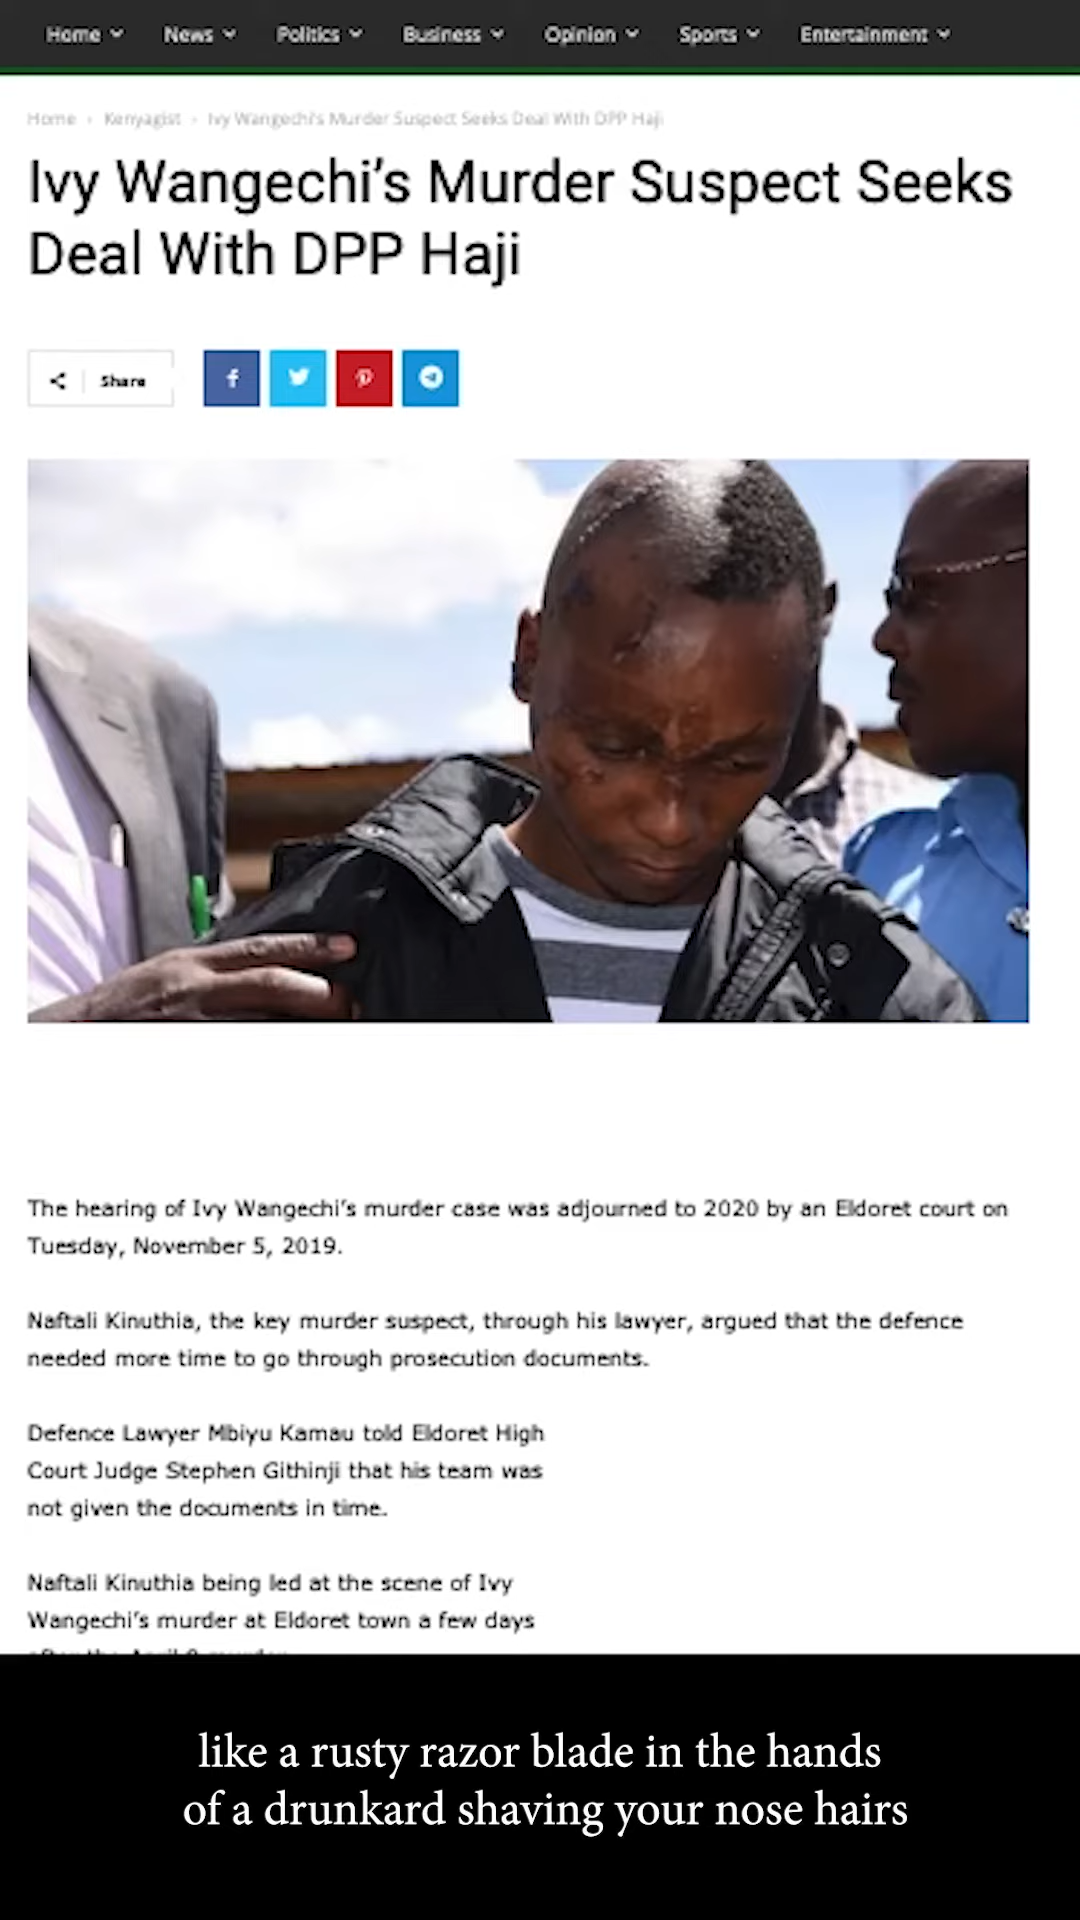 Home News Politics Business Opinion Sports Entertainment
Home › Kenyagist › Ivy Wangechi's Murder Suspect Seeks Deal With DPP Haji
Ivy Wangechi’s Murder Suspect Seeks
Deal With DPP Haji
Share
The hearing of Ivy Wangechi’s murder case was adjourned to 2020 by an Eldoret court on
Tuesday, November 5, 2019.
Naftali Kinuthia, the key murder suspect, through his lawyer, argued that the defence
needed more time to go through prosecution documents.
Defence Lawyer Mbiyu Kamau told Eldoret High
Court Judge Stephen Githinji that his team was
not given the documents in time.
Naftali Kinuthia being led at the scene of Ivy
Wangechi’s murder at Eldoret town a few days
like a rusty razor blade in the hands
of a drunkard shaving your nose hairs